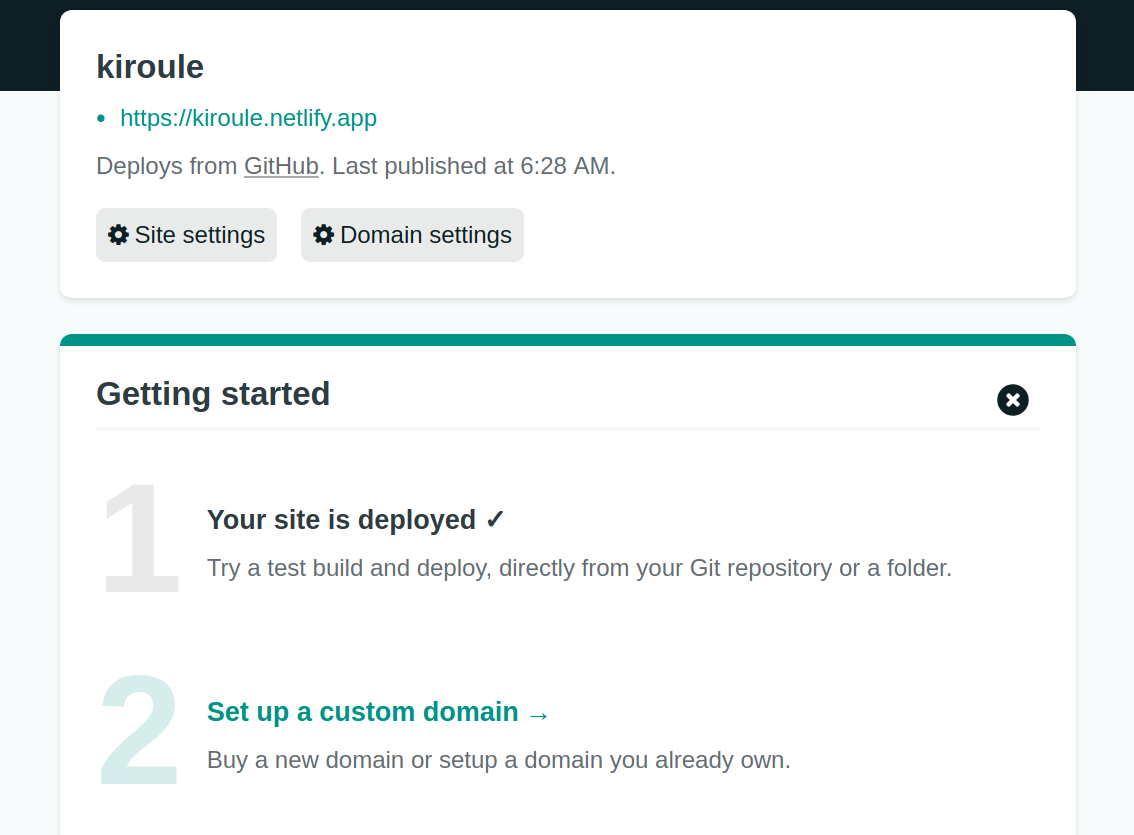 kiroule
• https://kiroule.netlify.app
Deploys from GitHub. Last published at 6:28 AM.
Site settings
Domain settings
Getting started
1
Your site is deployed ✓
Try a test build and deploy, directly from your Git repository or a folder.
2
Set up a custom domain →
Buy a new domain or setup a domain you already own.